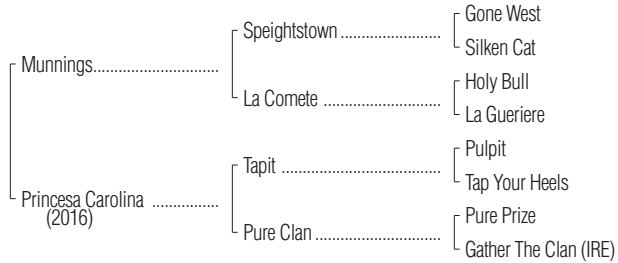 Gone West
Speightstown
Silken Cat
Munnings
Holy Bull
La Comete
La Gueriere
Pulpit
Tapit
Tap Your Heels
Princesa Carolina
(2016)
Pure Prize
Pure Clan
Gather The Clan (IRE)